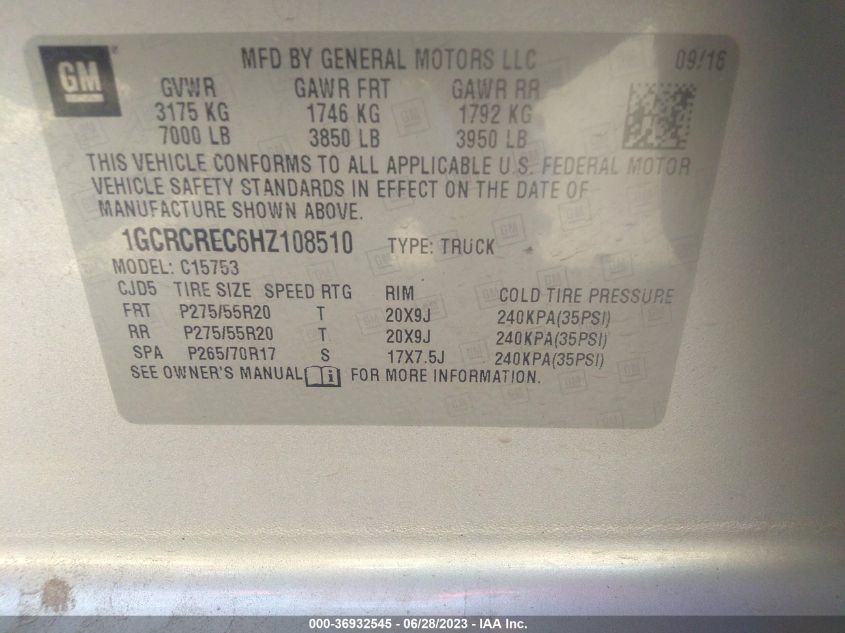 GM
MFD BY GENERAL MOTORS LLC 09/16
GVWR GAWR FRT GAWR RR
3175 KG 1746 KG 1792 KG
7000 LB 3850 LB 3950 LB
THIS VEHICLE CONFORMS TO ALL APPLICABLE U.S. FEDERAL MOTOR
VEHICLE SAFETY STANDARDS IN EFFECT ON THE DATE OF
MANUFACTURE SHOWN ABOVE.
1GCRCREC6HZ108510 TYPE: TRUCK
MODEL: C15753
CJD5 TIRE SIZE SPEED RTG RIM COLD TIRE PRESSURE
FRT P275/55R20 T 20X9J 240KPA(35PSI)
RR P275/55R20 T 20X9J 240KPA(35PSI)
SPA P265/70R17 S 17X7.5J 240KPA(35PSI)
SEE OWNER'S MANUAL FOR MORE INFORMATION.
000-36932545 - 06/28/2023 - IAA Inc.